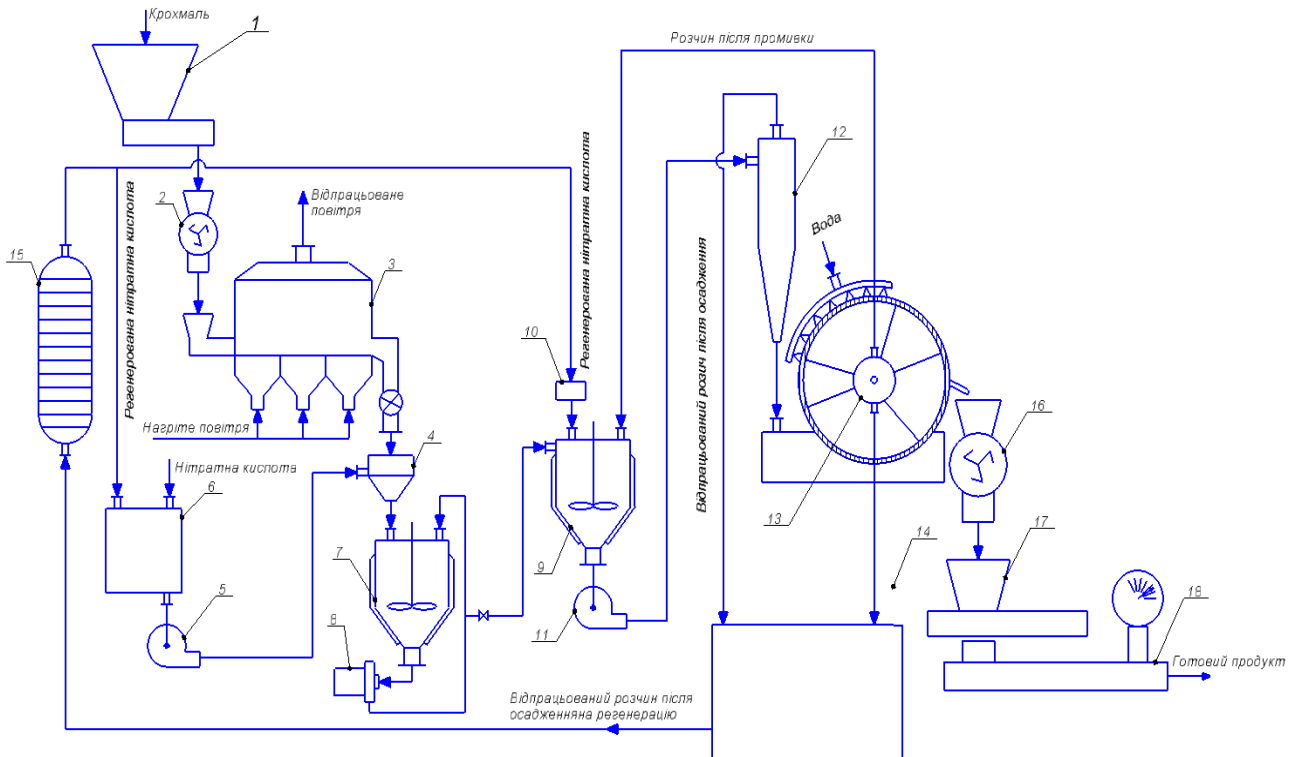 Крохмаль
1
Розчин після промивки
12
2
Відпрацьоване
повітря
Вода
15
3
Регенерована нітратна кислота
Регенерована нітратна кислота
Відпрацьований розич після осадження
10
16
Нагріте повітря
4
Нітратна кислота
6
13
14
17
7
9
5
11
8
18
Готовий продукт
Відпрацьований розчин після
осадженняна регенерацію